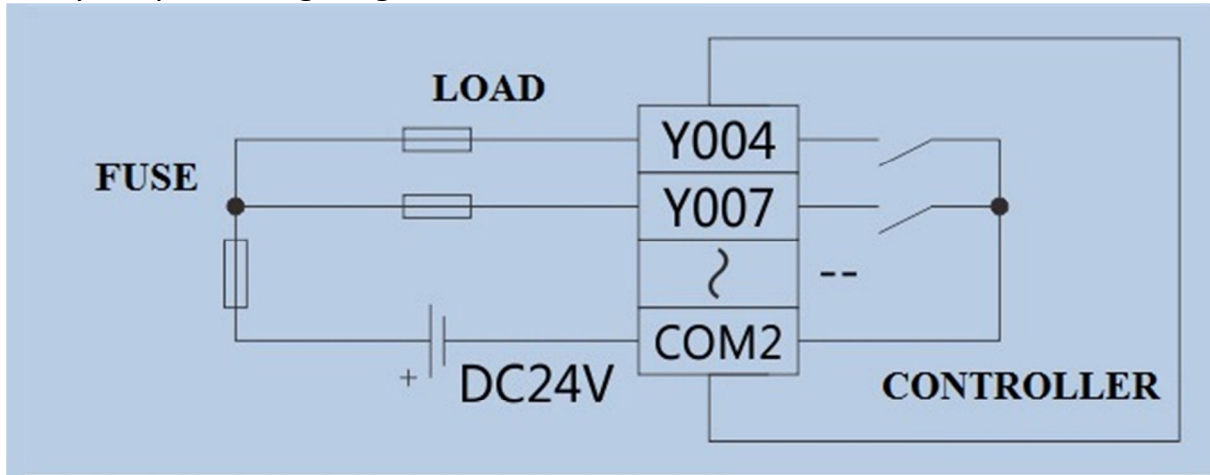 LOAD
Y004
FUSE
Y007
~
--
COM2
+
DC24V
CONTROLLER